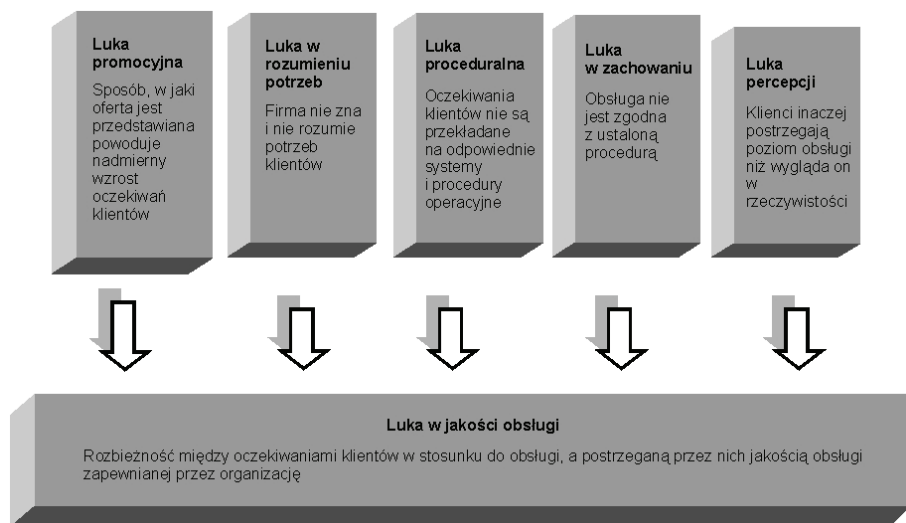 Luka
promocyjna
Sposób, w jaki
oferta jest
przedstawiana
powoduje
nadmierny
wzrost
oczekiwań
klientów
Luka w
rozumieniu
potrzeb
Firma nie zna
i nie rozumie
potrzeb
klientów
Luka
proceduralna
Oczekiwania
klientów nie są
przekładane
na odpowiednie
systemy
i procedury
operacyjne
Luka
w zachowaniu
Obsługa nie
jest zgodna
z ustaloną
procedurą
Luka
percepcji
Klienci inaczej
postrzegają
poziom obsługi
niż wygląda on
w
rzeczywistości
Luka w jakości obsługi
Rozbieżność między oczekiwaniami klientów w stosunku do obsługi, a postrzeganą przez nich jakością obsługi
zapewnianej przez organizację